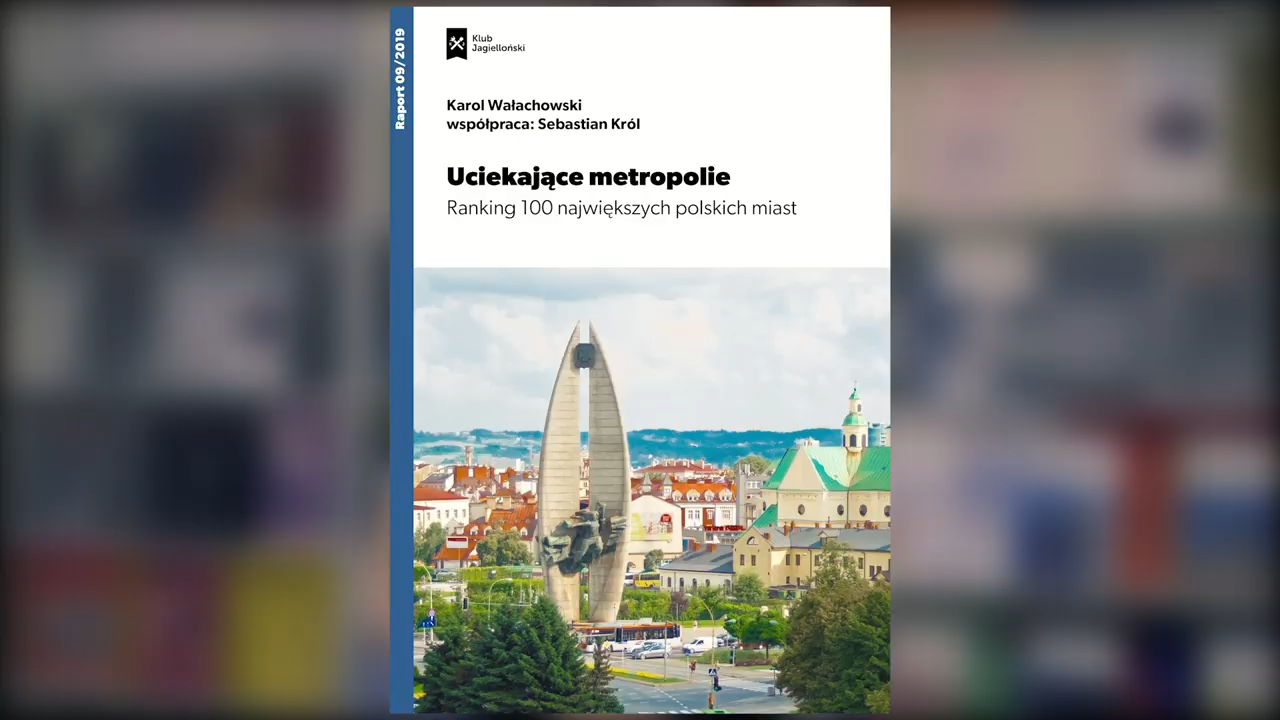 Raport 09/2019
Klub
Jagielloński
Karol Wałachowski
współpraca: Sebastian Król
Uciekające metropolie
Ranking 100 największych polskich miast